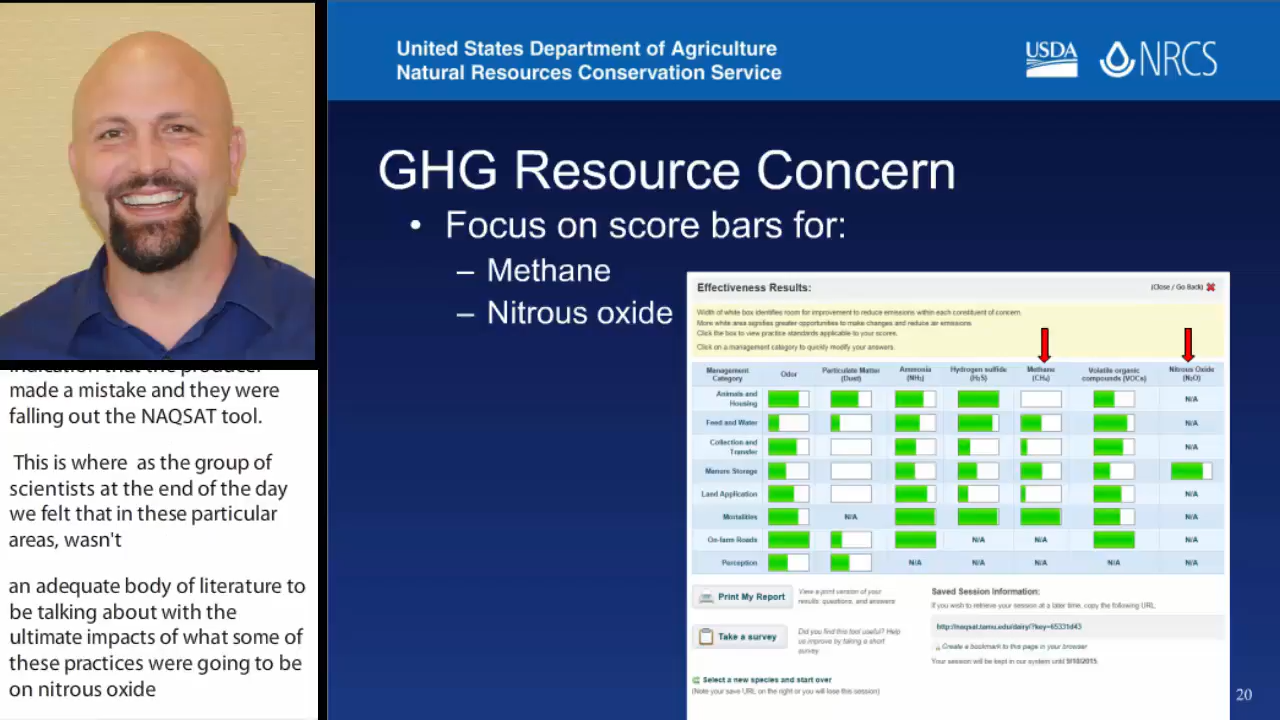 United States Department of Agriculture
Natural Resources Conservation Service
USDA
NRCS
GHG Resource Concern
• Focus on score bars for:
– Methane
– Nitrous oxide
Effectiveness Results:
(Close / Go Back)
Width of white box identifies room for improvement to reduce emissions within each constituent of concern.
More white area signifies greater opportunities to make changes and reduce air emissions.
Click the box to view practice standards applicable to your scores.
Click on a management category to quickly modify your answers.
Management Category Odor Particulate Matter (Dust) Ammonia (NH₃) Hydrogen sulfide (H₂S) Methane (CH₄) Volatile organic compounds (VOCs) Nitrous Oxide (N₂O)
Animals and Housing N/A
Feed and Water N/A
Collection and Transfer N/A
Manure Storage
Land Application N/A
Mortalities N/A N/A
On-farm Roads N/A N/A N/A
Perception N/A N/A N/A N/A N/A
Print My Report
View a print version of your results: questions, and answers
Take a survey
Did you find this tool useful? Help us improve by taking a short survey.
Select a new species and start over
(Note your save URL on the right or you will lose this session)
Saved Session Information:
If you wish to retrieve your session at a later time, copy the following URL
http://naqsat.tamu.edu/dairy/?key=65331d43
Create a bookmark to this page in your browser
Your session will be kept in our system until 9/18/2015
20
indication that the producer
made a mistake and they were
falling out the NAQSAT tool.
This is where as the group of
scientists at the end of the day
we felt that in these particular
areas, wasn't
an adequate body of literature to
be talking about with the
ultimate impacts of what some of
these practices were going to be
on nitrous oxide